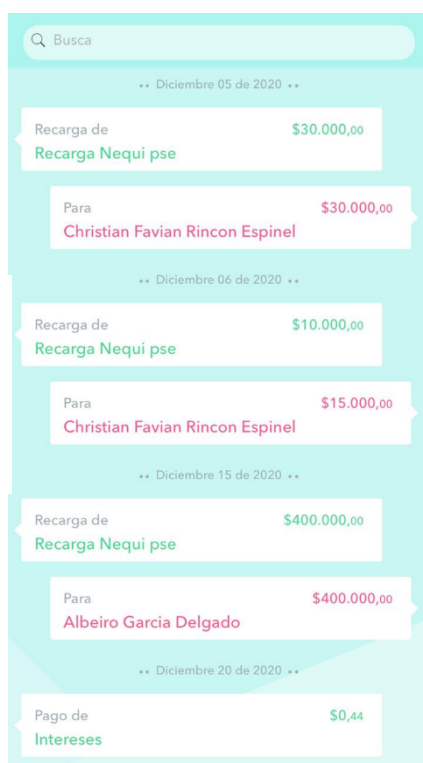 Busca
•• Diciembre 05 de 2020 ••
Recarga de $30.000,00
Recarga Nequi pse
Para $30.000,00
Christian Favian Rincon Espinel
•• Diciembre 06 de 2020 ••
Recarga de $10.000,00
Recarga Nequi pse
Para $15.000,00
Christian Favian Rincon Espinel
•• Diciembre 15 de 2020 ••
Recarga de $400.000,00
Recarga Nequi pse
Para $400.000,00
Albeiro Garcia Delgado
•• Diciembre 20 de 2020 ••
Pago de $0,44
Intereses